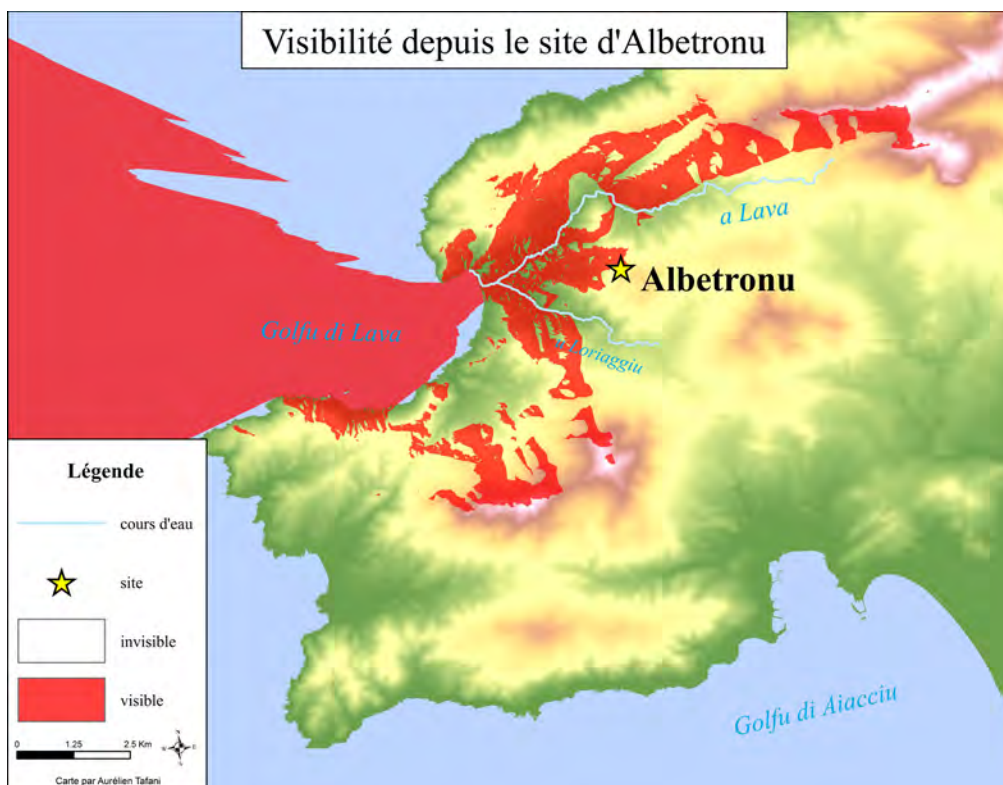 Visibilité depuis le site d'Albetronu
a Lava
Albetronu
Golfu di Lava
u Loriaggiu
Légende
cours d'eau
site
invisible
visible
0 1.25 2.5 Km
N
W E
S
Carte par Aurélien Tafani
Golfu di Aiacciu